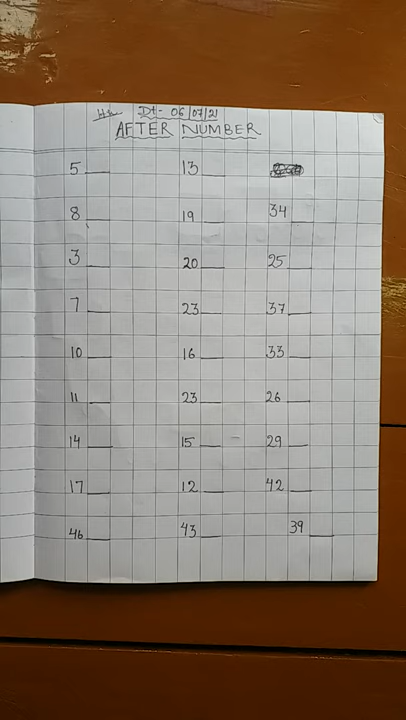 Dt- 06/07/21
AFTER NUMBER
5 __ 13 __
8 __ 19 __ 34 __
3 __ 20 __ 25 __
7 __ 23 __ 37 __
10 __ 16 __ 33 __
11 __ 23 __ 26 __
14 __ 15 __ 29 __
17 __ 12 __ 42 __
46 __ 43 __ 39 __